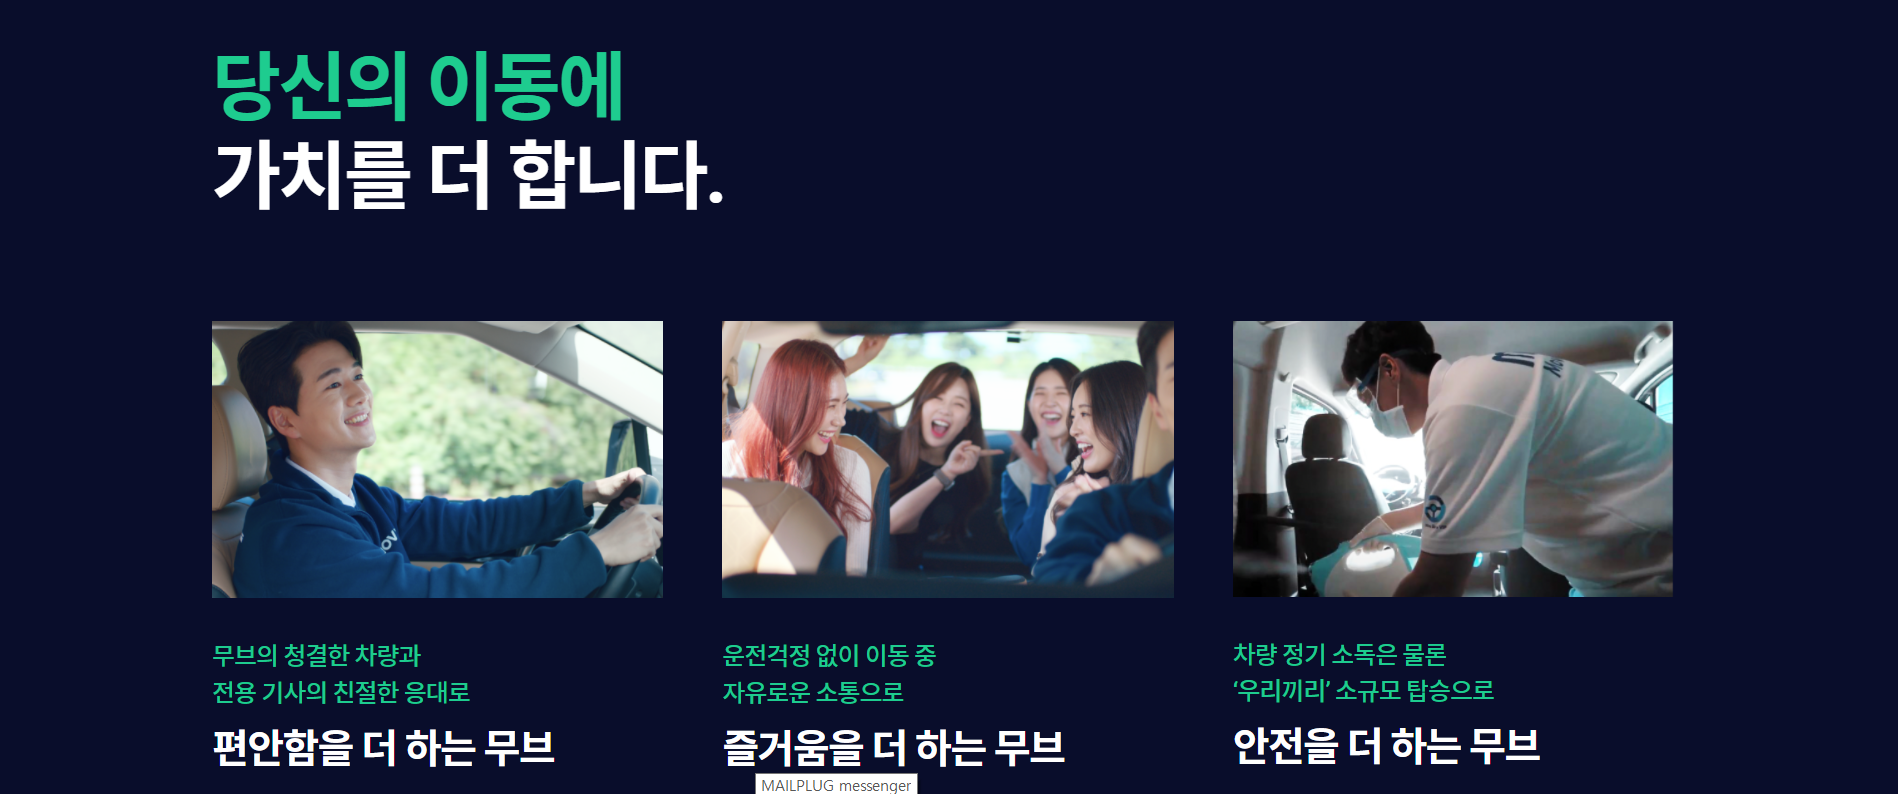 당신의 이동에
가치를 더 합니다.
무브의 청결한 차량과
전용 기사의 친절한 응대로
편안함을 더 하는 무브
운전걱정 없이 이동 중
자유로운 소통으로
즐거움을 더 하는 무브
차량 정기 소독은 물론
‘우리끼리’ 소규모 탑승으로
안전을 더 하는 무브
MAILPLUG messenger